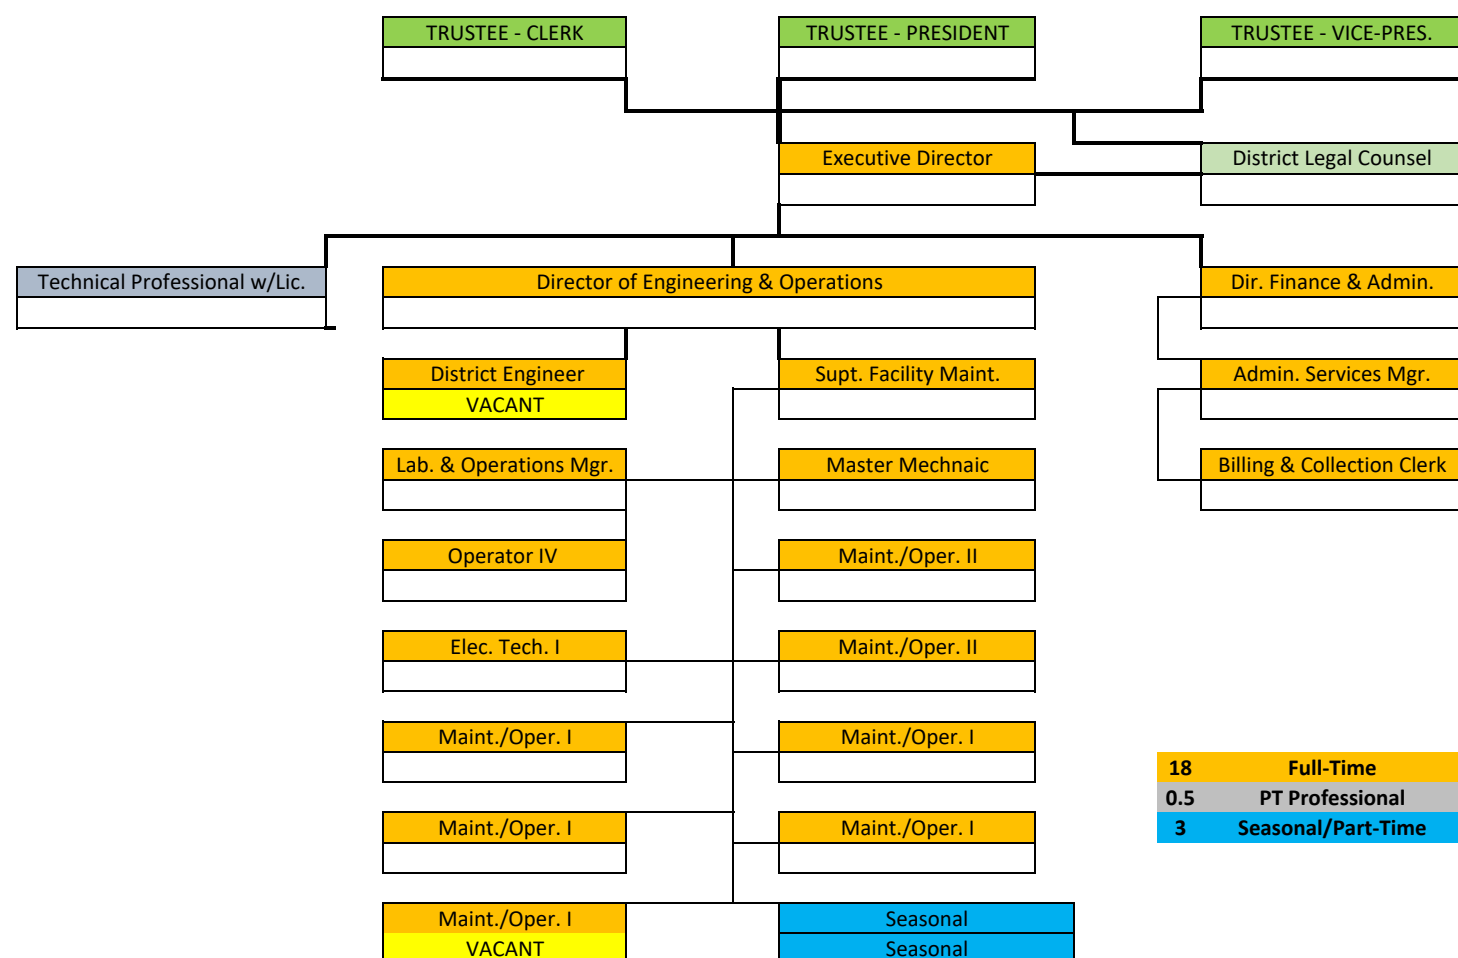 TRUSTEE - CLERK
TRUSTEE - PRESIDENT
TRUSTEE - VICE-PRES.
Executive Director
District Legal Counsel
Technical Professional w/Lic.
Director of Engineering & Operations
Dir. Finance & Admin.
District Engineer
VACANT
Supt. Facility Maint.
Admin. Services Mgr.
Lab. & Operations Mgr.
Master Mechnaic
Billing & Collection Clerk
Operator IV
Maint./Oper. II
Elec. Tech. I
Maint./Oper. II
Maint./Oper. I
Maint./Oper. I
18 Full-Time
0.5 PT Professional
3 Seasonal/Part-Time
Maint./Oper. I
Maint./Oper. I
Maint./Oper. I
VACANT
Seasonal
Seasonal